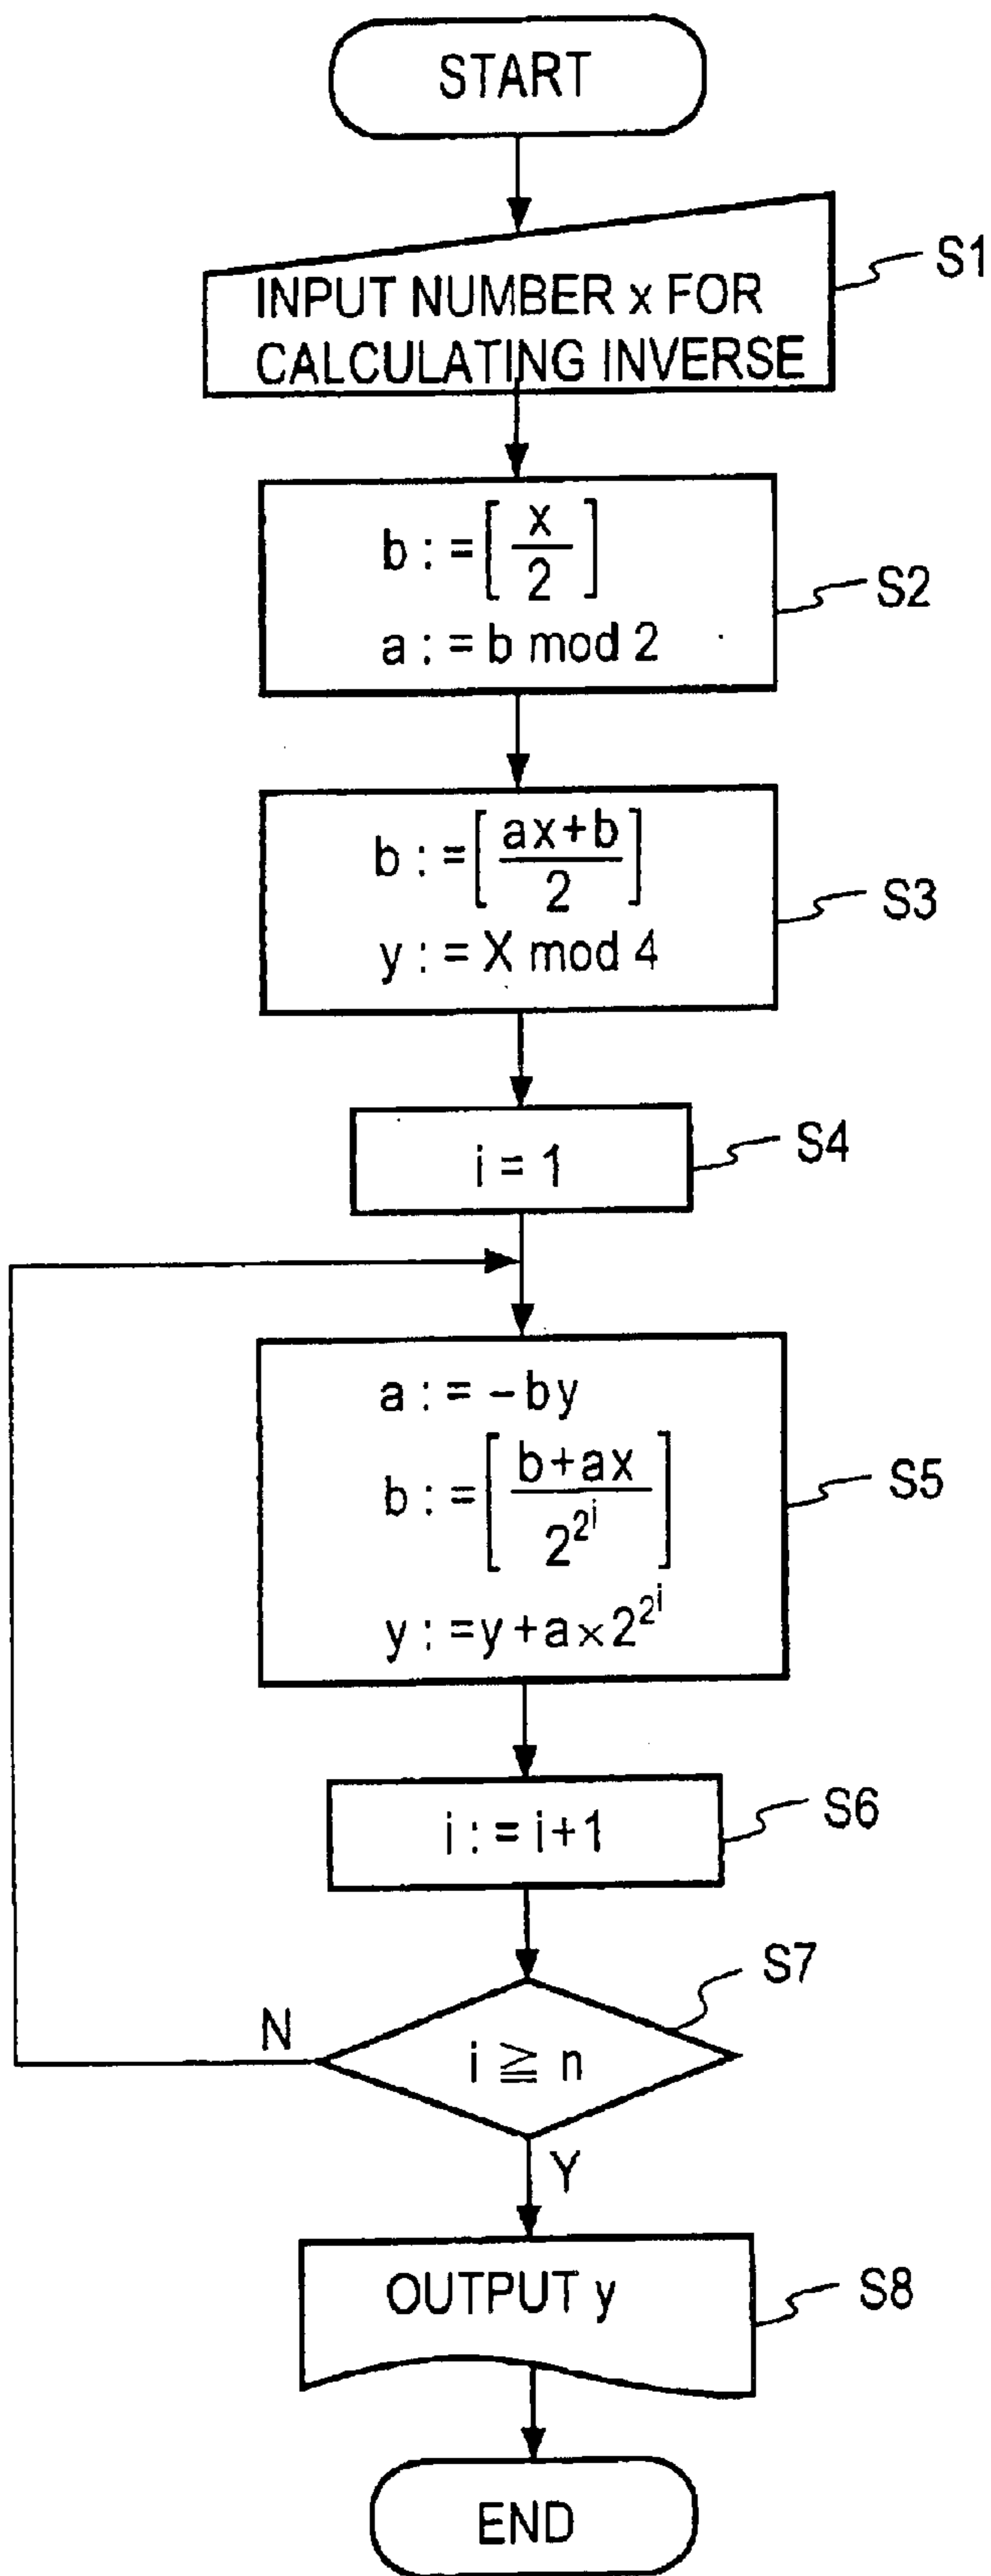 START
INPUT NUMBER x FOR
CALCULATING INVERSE
S1
b : = [ x / 2 ]
a : = b mod 2
S2
b : = [ ax+b / 2 ]
y : = X mod 4
S3
i = 1
S4
a : = −by
b : = [ b+ax / 2^2^i ]
y : =y+a×2^2^i
S5
i : = i+1
S6
S7
N
i ≧ n
Y
OUTPUT y
S8
END